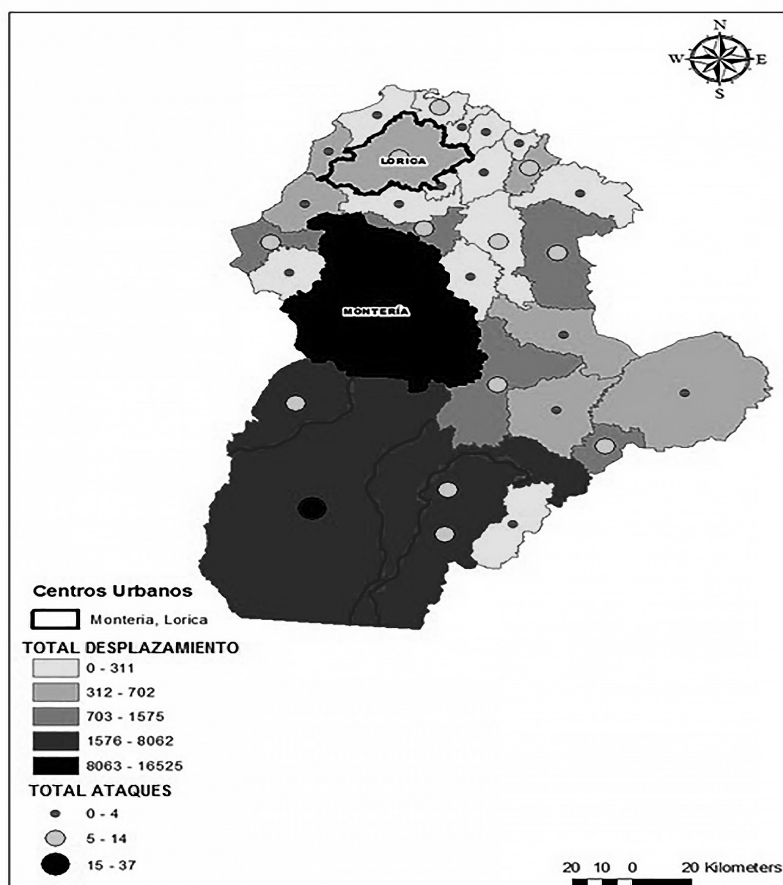 N
W E
S
LORICA
MONTERÍA
Centros Urbanos
Monteria, Lorica
TOTAL DESPLAZAMIENTO
0 - 311
312 - 702
703 - 1575
1576 - 8062
8063 - 16525
TOTAL ATAQUES
0 - 4
5 - 14
15 - 37
20 10 0 20 Kilometers